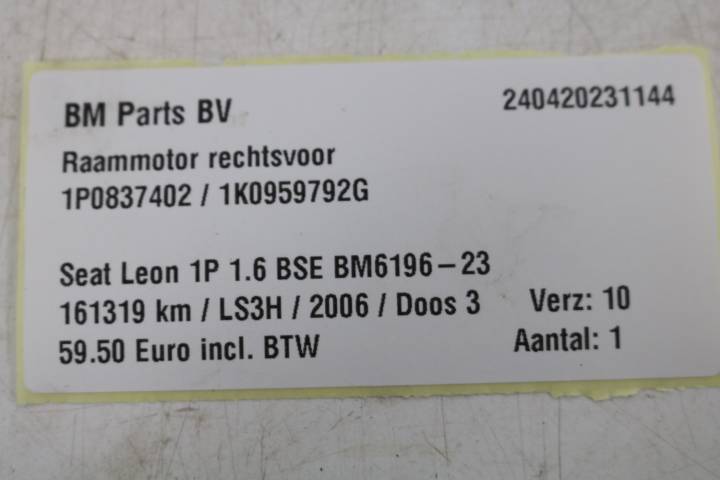 BM Parts BV 240420231144
Raammotor rechtsvoor
1P0837402 / 1K0959792G
Seat Leon 1P 1.6 BSE BM6196-23
161319 km / LS3H / 2006 / Doos 3 Verz: 10
59.50 Euro incl. BTW Aantal: 1